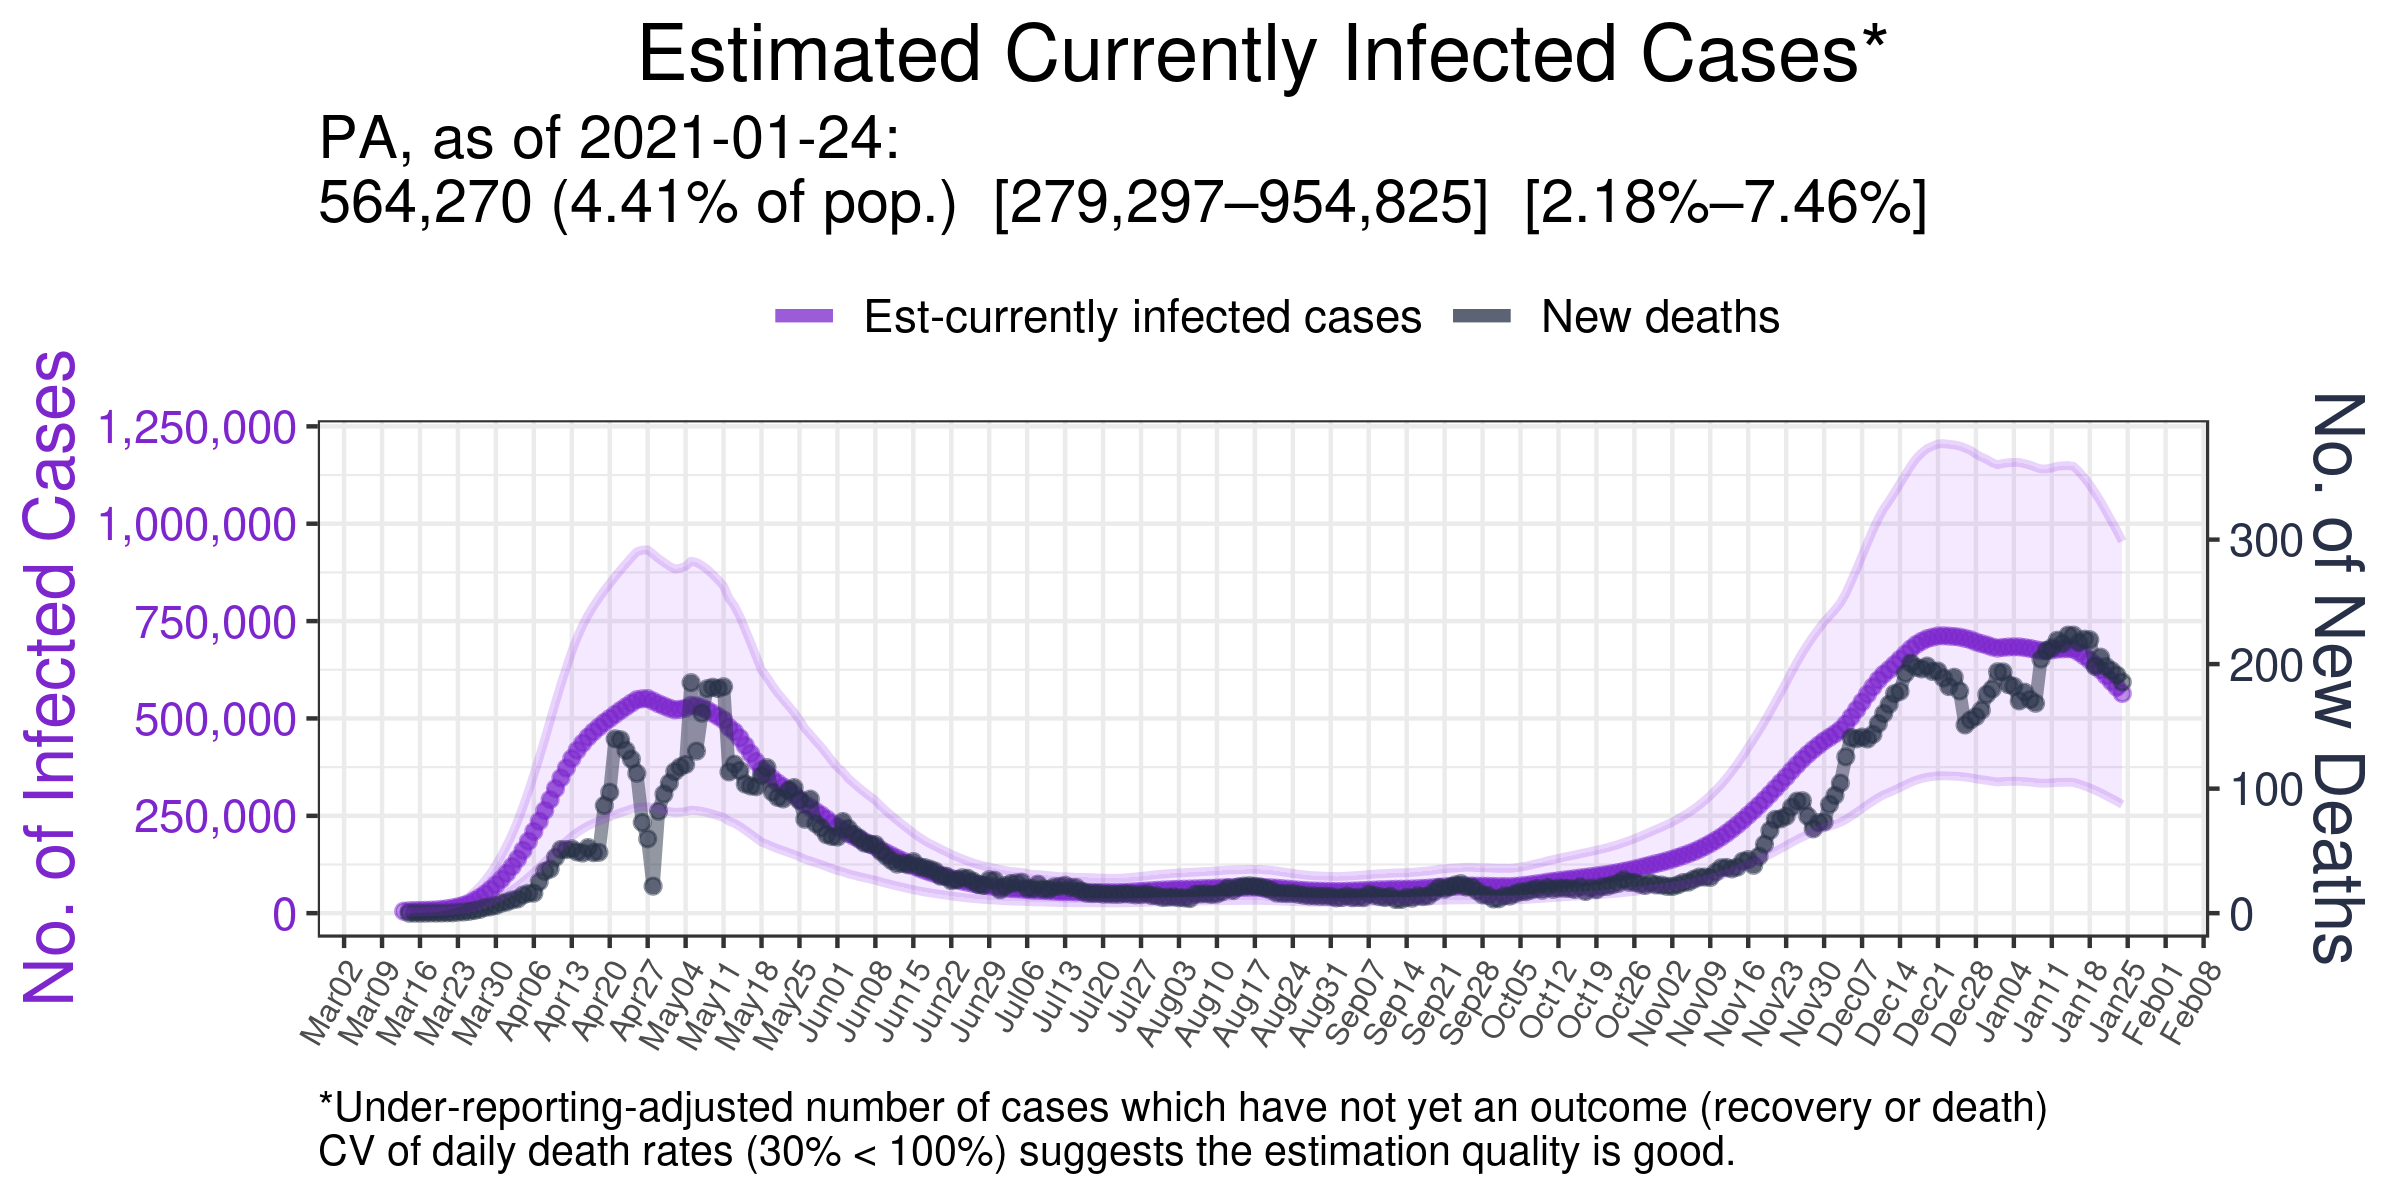 Estimated Currently Infected Cases*
PA, as of 2021-01-24:
564,270 (4.41% of pop.)  [279,297–954,825]  [2.18%–7.46%]
Est-currently infected cases
New deaths
No. of Infected Cases
1,250,000
1,000,000
750,000
500,000
250,000
0
No. of New Deaths
300
200
100
0
Mar02
Mar09
Mar16
Mar23
Mar30
Apr06
Apr13
Apr20
Apr27
May04
May11
May18
May25
Jun01
Jun08
Jun15
Jun22
Jun29
Jul06
Jul13
Jul20
Jul27
Aug03
Aug10
Aug17
Aug24
Aug31
Sep07
Sep14
Sep21
Sep28
Oct05
Oct12
Oct19
Oct26
Nov02
Nov09
Nov16
Nov23
Nov30
Dec07
Dec14
Dec21
Dec28
Jan04
Jan11
Jan18
Jan25
Feb01
Feb08
*Under-reporting-adjusted number of cases which have not yet an outcome (recovery or death)
CV of daily death rates (30% < 100%) suggests the estimation quality is good.